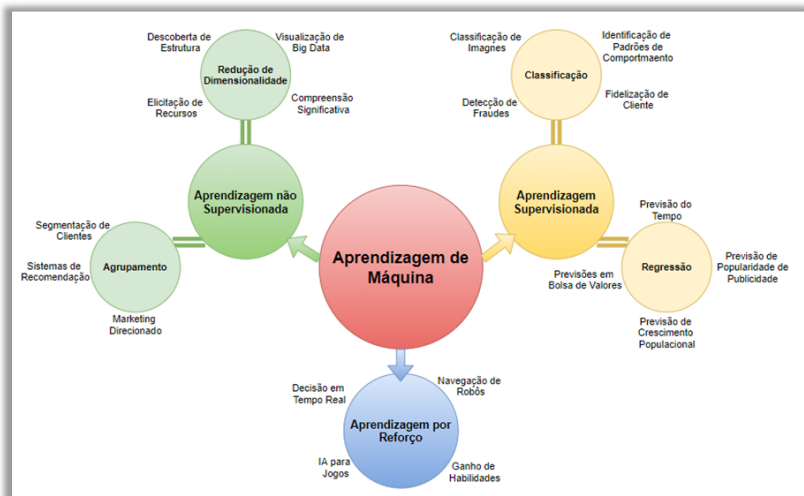 Descoberta de
Estrutura
Visualização de
Big Data
Redução de
Dimensionalidade
Elicitação de
Recursos
Compreensão
Significativa
Classificação
de Imagnes
Identificação de
Padrões de
Comportmaento
Classificação
Detecção de
Fraudes
Fidelização de
Cliente
Aprendizagem não
Supervisionada
Aprendizagem
Supervisionada
Segmentação de
Clientes
Sistemas de
Recomendação
Agrupamento
Marketing
Direcionado
Aprendizagem de
Máquina
Previsão do
Tempo
Previsões em
Bolsa de Valores
Regressão
Previsão de
Popularidade de
Publicidade
Previsão de
Crescimento
Populacional
Decisão em
Tempo Real
Navegação de
Robôs
Aprendizagem por
Reforço
IA para
Jogos
Ganho de
Habilidades